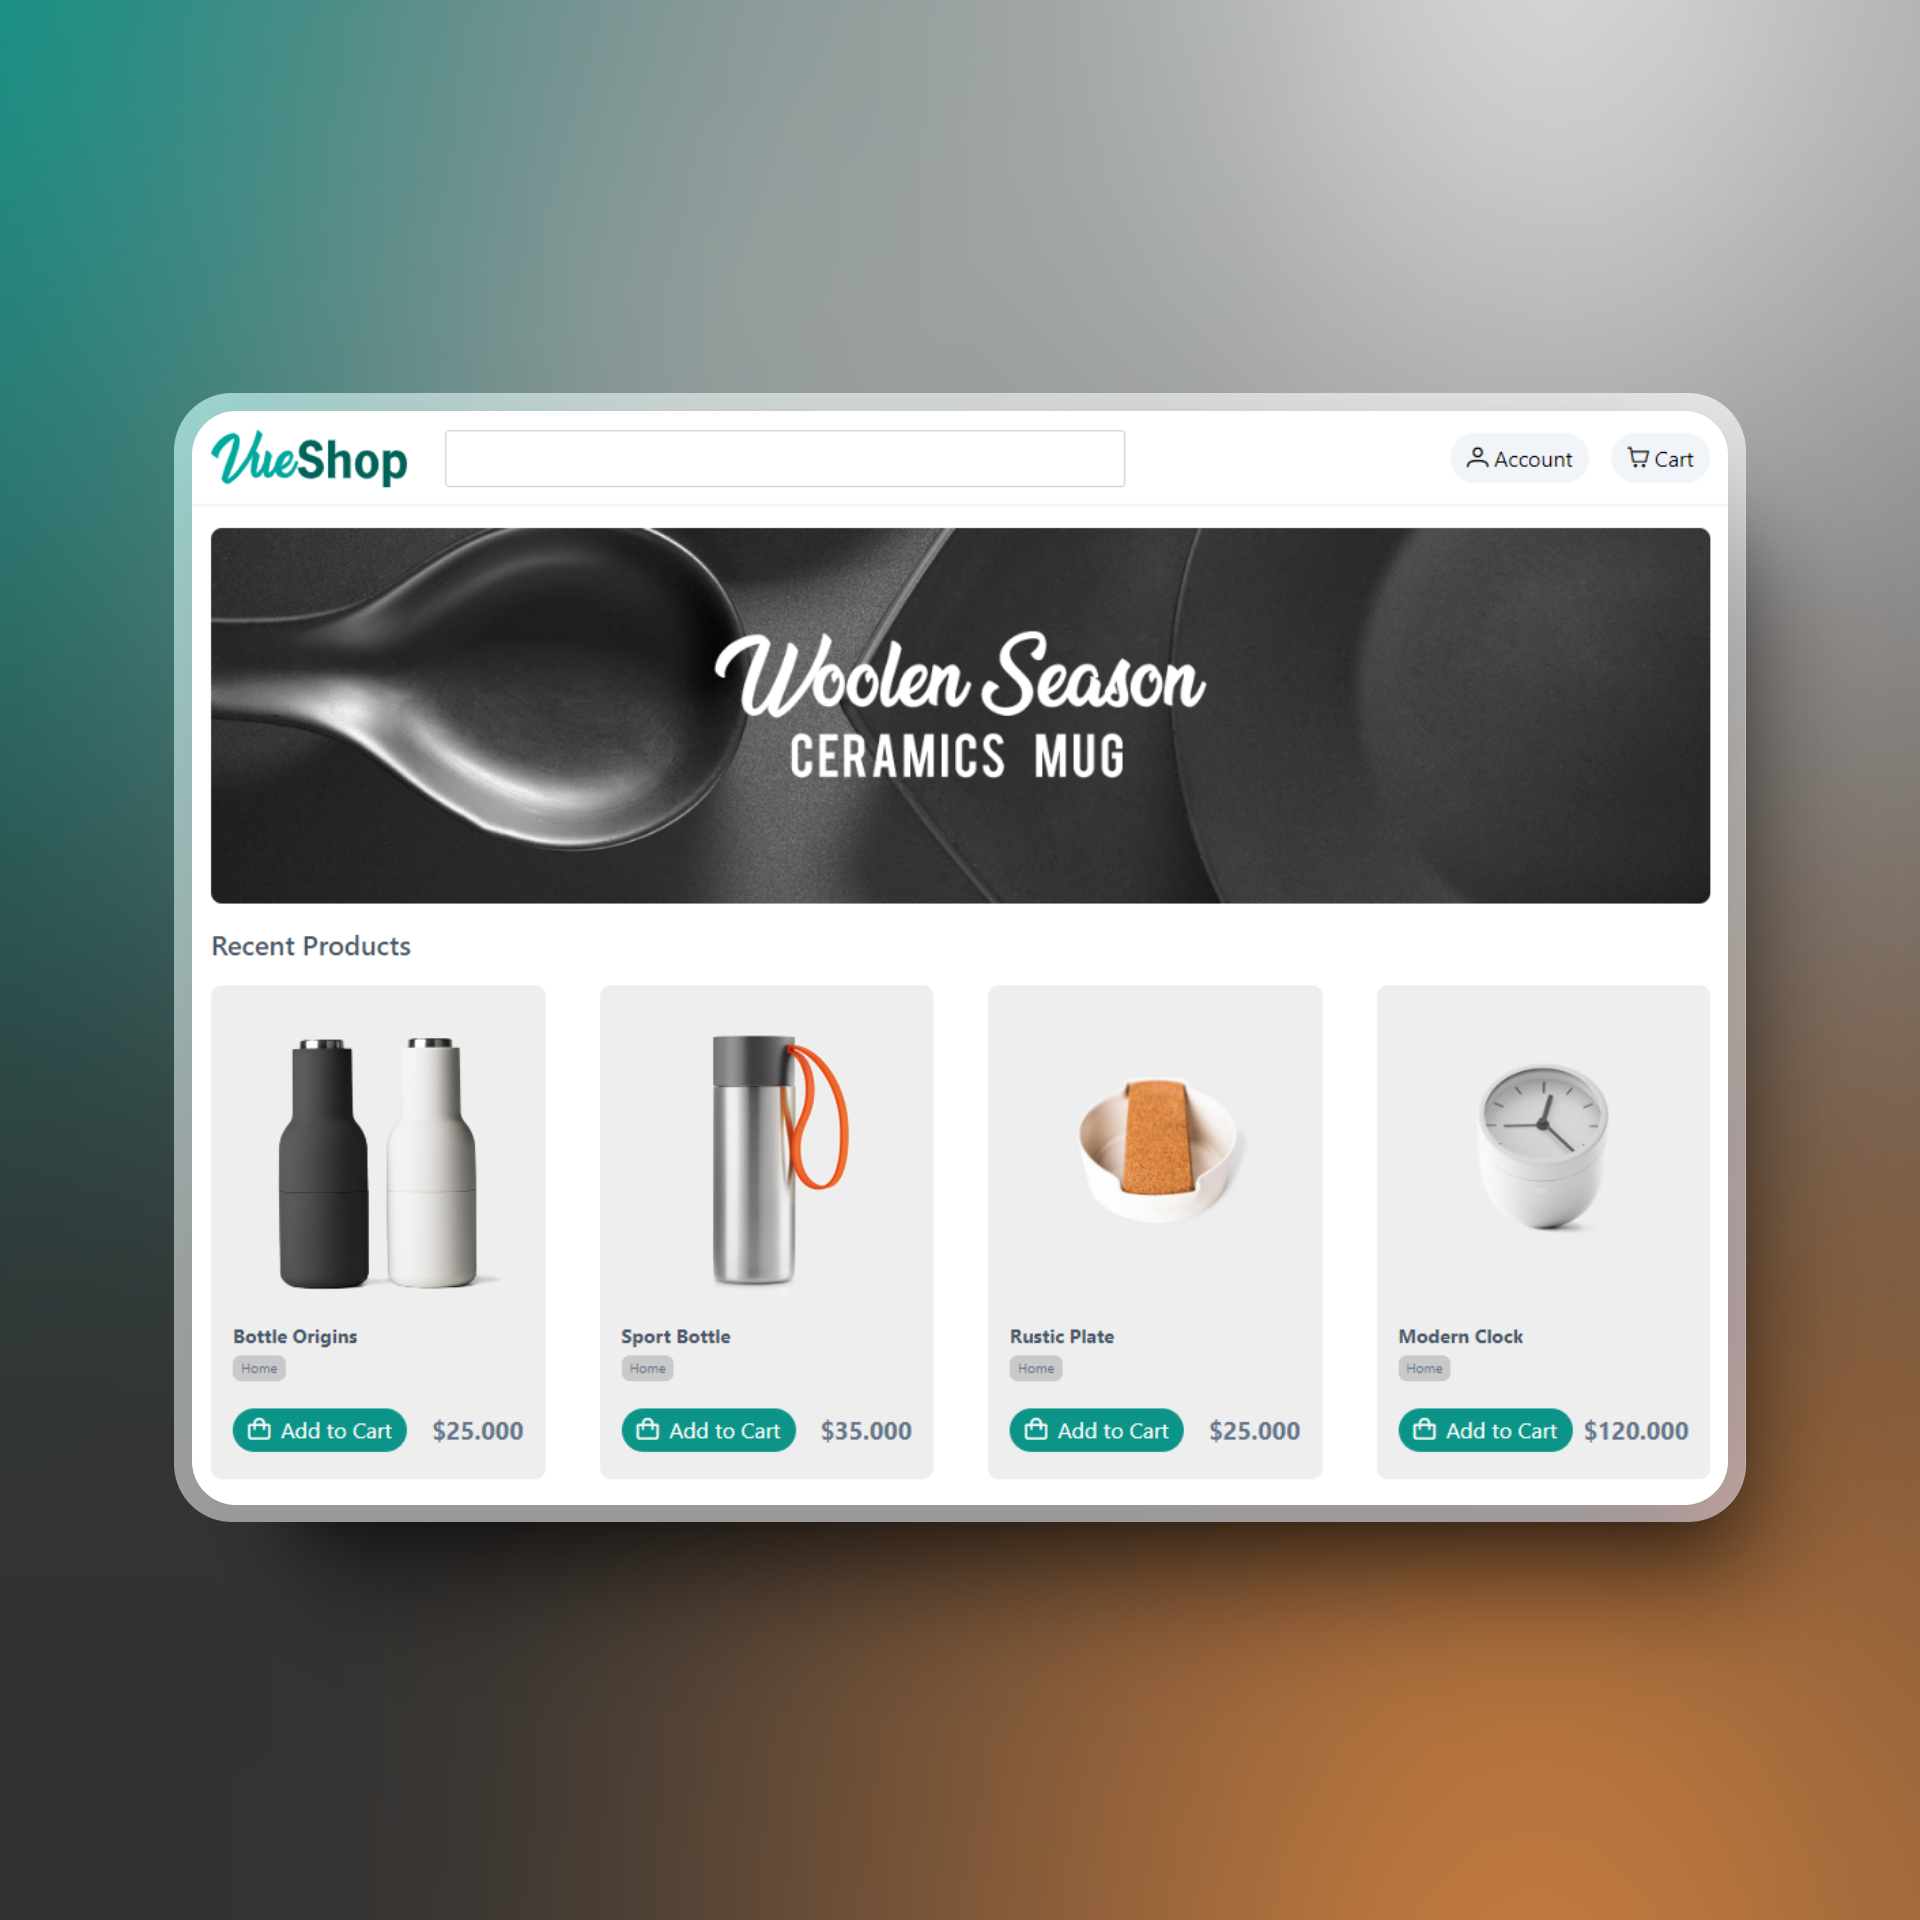 VueShop
Account
Cart
Woolen Season
CERAMICS MUG
Recent Products
Bottle Origins
Home
Add to Cart
$25.000
Sport Bottle
Home
Add to Cart
$35.000
Rustic Plate
Home
Add to Cart
$25.000
Modern Clock
Home
Add to Cart
$120.000